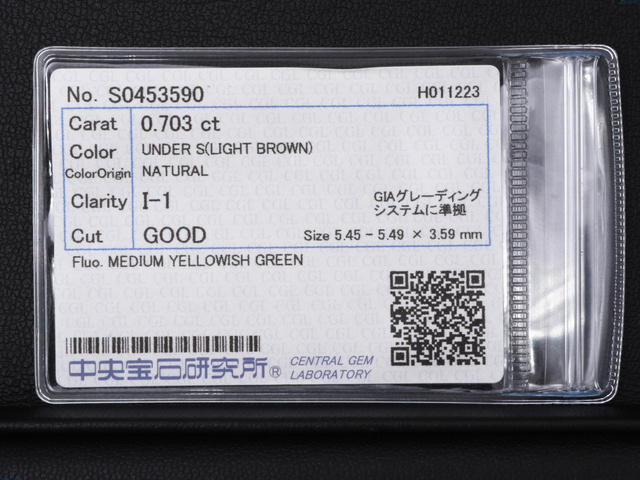 No. S0453590 H011223
Carat 0.703 ct
Color UNDER S(LIGHT BROWN)
ColorOrigin NATURAL
Clarity I-1
GIAグレーディング
システムに準拠
Cut GOOD Size 5.45 - 5.49 × 3.59 mm
Fluo. MEDIUM YELLOWISH GREEN
中央宝石研究所® CENTRAL GEM
LABORATORY